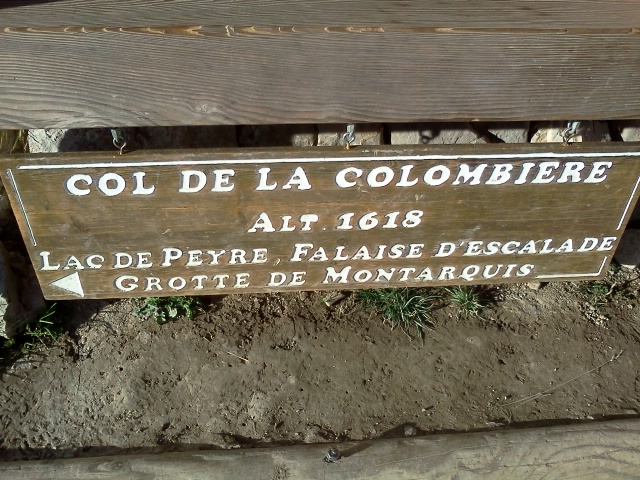 COL DE LA COLOMBIERE
ALT. 1618
LAC DE PEYRE, FALAISE D'ESCALADE
GROTTE DE MONTARQUIS